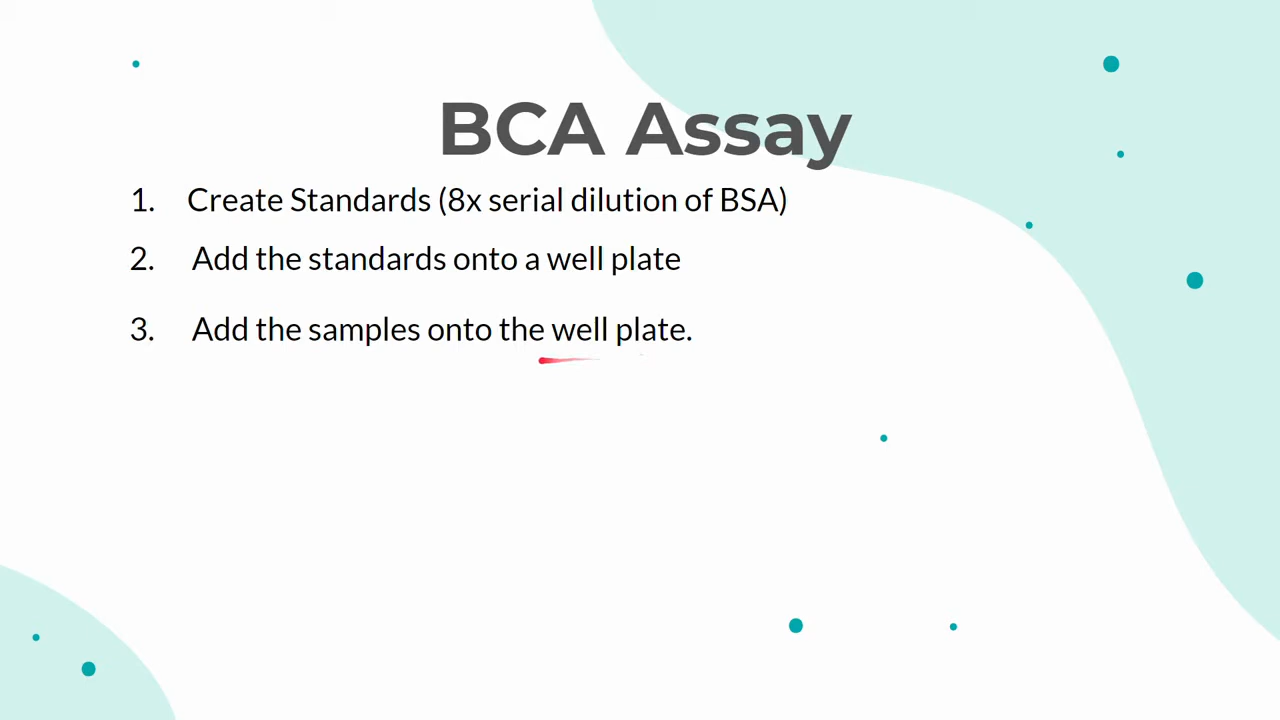 BCA Assay
1. Create Standards (8x serial dilution of BSA)
2. Add the standards onto a well plate
3. Add the samples onto the well plate.